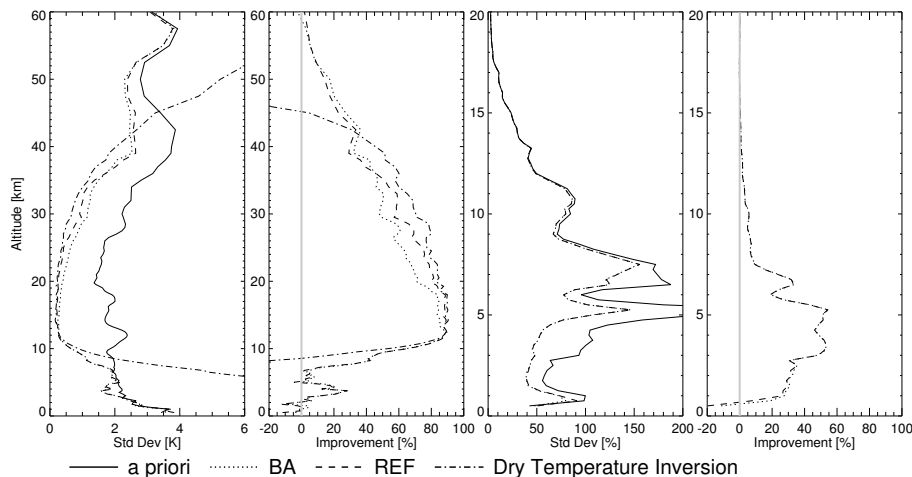 60 60 20 20
50 50
40 40 15 15
Altitude [km]
30 30 10 10
20 20
10 10 5 5
0 0
0 2 4 6 -20 0 20 40 60 80 100 0 50 100 150 200 -20 0 20 40 60 80 100
Std Dev [K] Improvement [%] Std Dev [%] Improvement [%]
a priori BA REF Dry Temperature Inversion